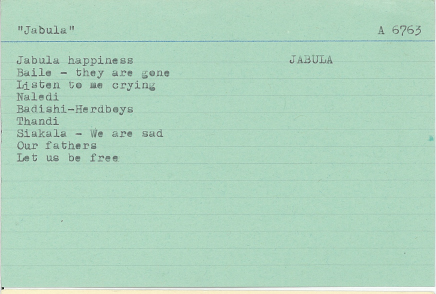 "Jabula" A 6763
Jabula happiness JABULA
Baile - they are gone
Listen to me crying
Naledi
Badishi-Herdboys
Thandi
Siakala - We are sad
Our fathers
Let us be free